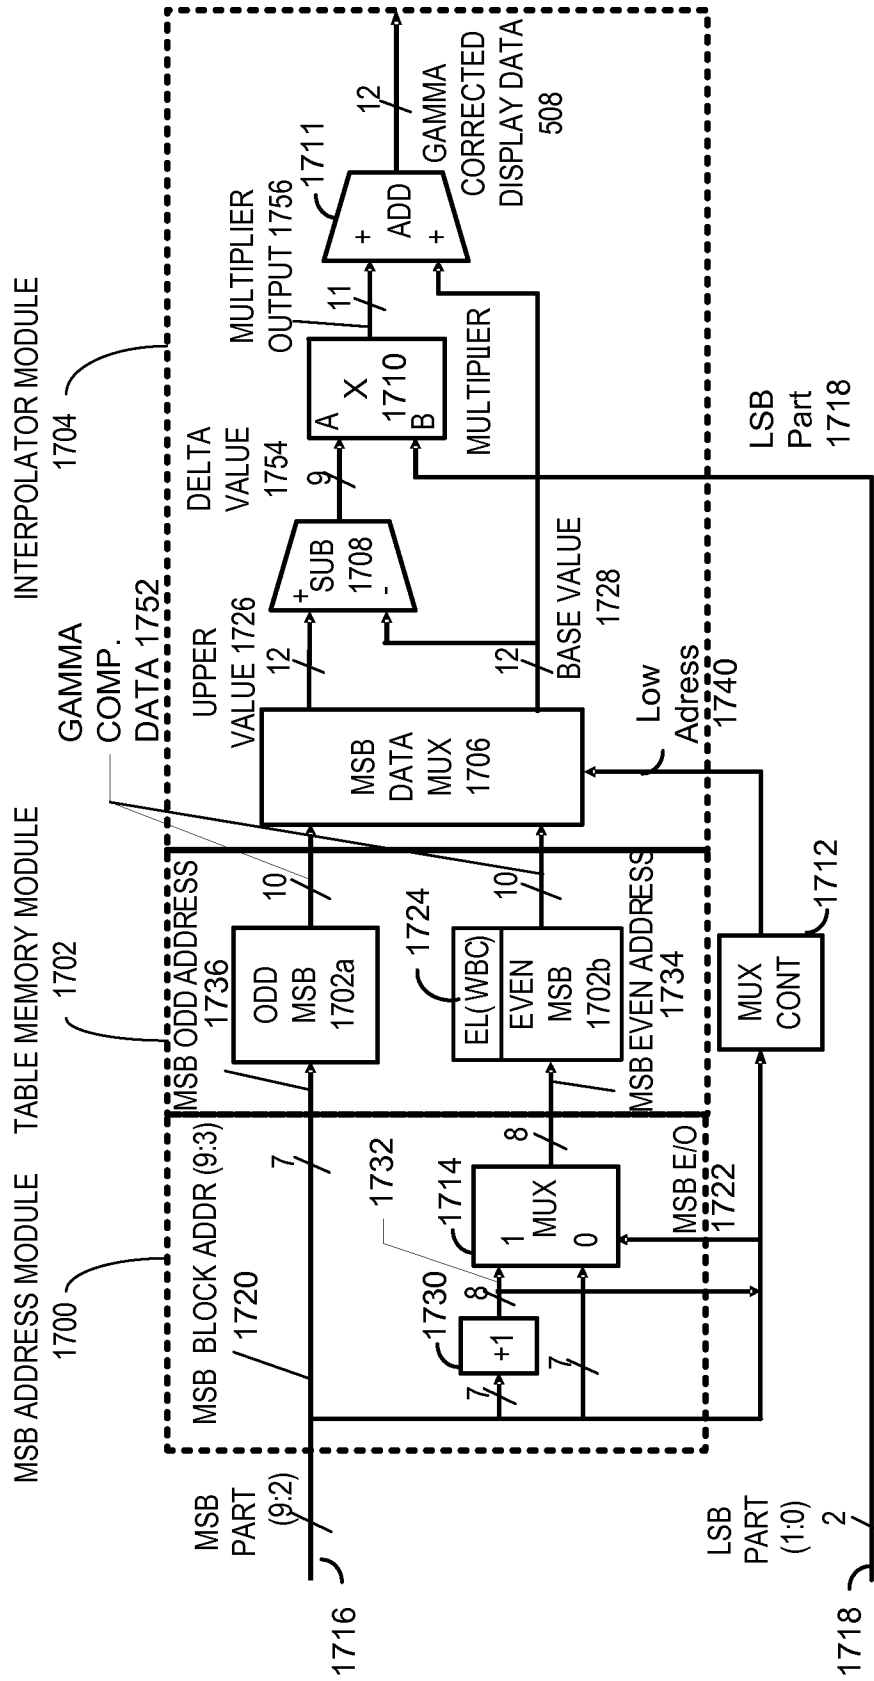 MSB ADDRESS MODULE
1700
TABLE MEMORY MODULE
1702
INTERPOLATOR MODULE
1704
GAMMA
COMP.
DATA 1752
MSB
PART
(9:2)
1716
MSB BLOCK ADDR (9:3)
1720
7
MSB ODD ADDRESS
1736
ODD
MSB
1702a
10
UPPER
VALUE 1726
12
MSB
DATA
MUX
1706
+
SUB
1708
-
DELTA
VALUE
1754
9
A
X
1710
B
MULTIPLIER
MULTIPLIER
OUTPUT 1756
11
1711
+
ADD
+
12
GAMMA
CORRECTED
DISPLAY DATA
508
1732
1714
1
MUX
0
8
1730
8
+1
7
7
1724
EL(WBC)
EVEN
MSB
1702b
10
MSB EVEN ADDRESS
1734
MSB E/O
1722
12
BASE VALUE
1728
Low
Adress
1740
MUX
CONT
1712
LSB
Part
1718
LSB
PART
(1:0)
2
1718